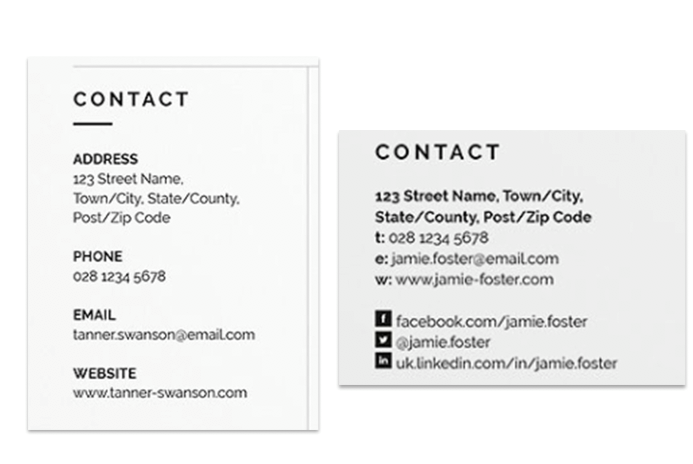 CONTACT
ADDRESS
123 Street Name,
Town/City, State/County,
Post/Zip Code
PHONE
028 1234 5678
EMAIL
tanner.swanson@email.com
WEBSITE
www.tanner-swanson.com
CONTACT
123 Street Name, Town/City,
State/County, Post/Zip Code
t: 028 1234 5678
e: jamie.foster@email.com
w: www.jamie-foster.com
f facebook.com/jamie.foster
@jamie.foster
in uk.linkedin.com/in/jamie.foster